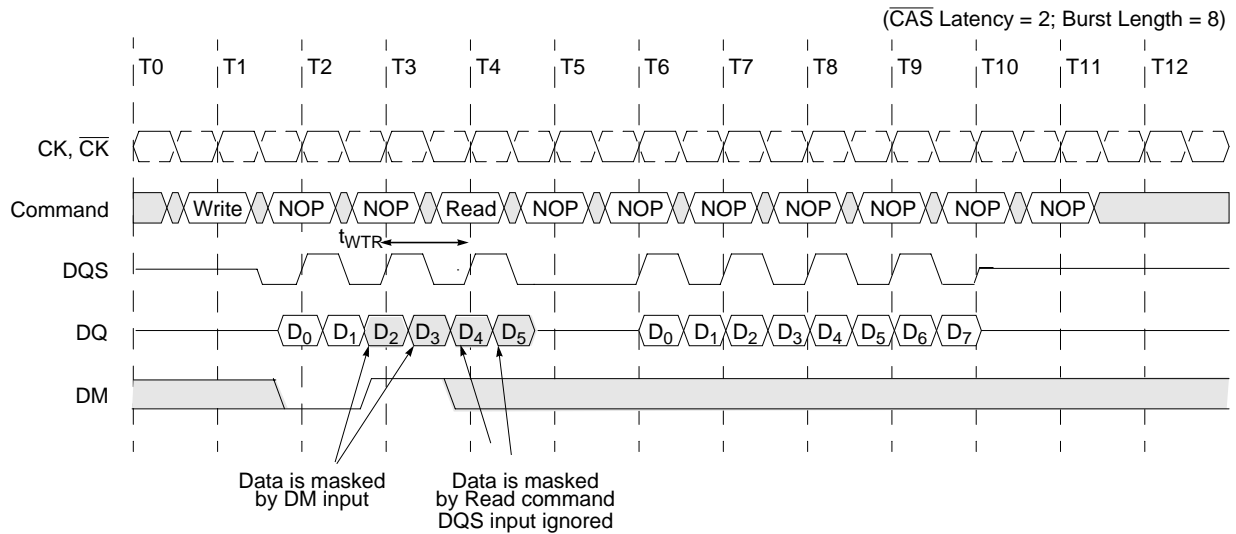 (C̅A̅S̅ Latency = 2; Burst Length = 8)
T0 T1 T2 T3 T4 T5 T6 T7 T8 T9 T10 T11 T12
CK, C̅K̅
Command Write NOP NOP Read NOP NOP NOP NOP NOP NOP NOP
tWTR
DQS
DQ D0 D1 D2 D3 D4 D5 D0 D1 D2 D3 D4 D5 D6 D7
DM
Data is masked
by DM input
Data is masked
by Read command
DQS input ignored